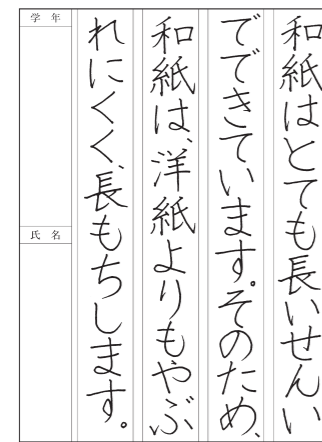 和紙はとても長いせんい
でできています。そのため、
和紙は、洋紙よりもやぶ
れにくく、長もちします。
学年
氏名